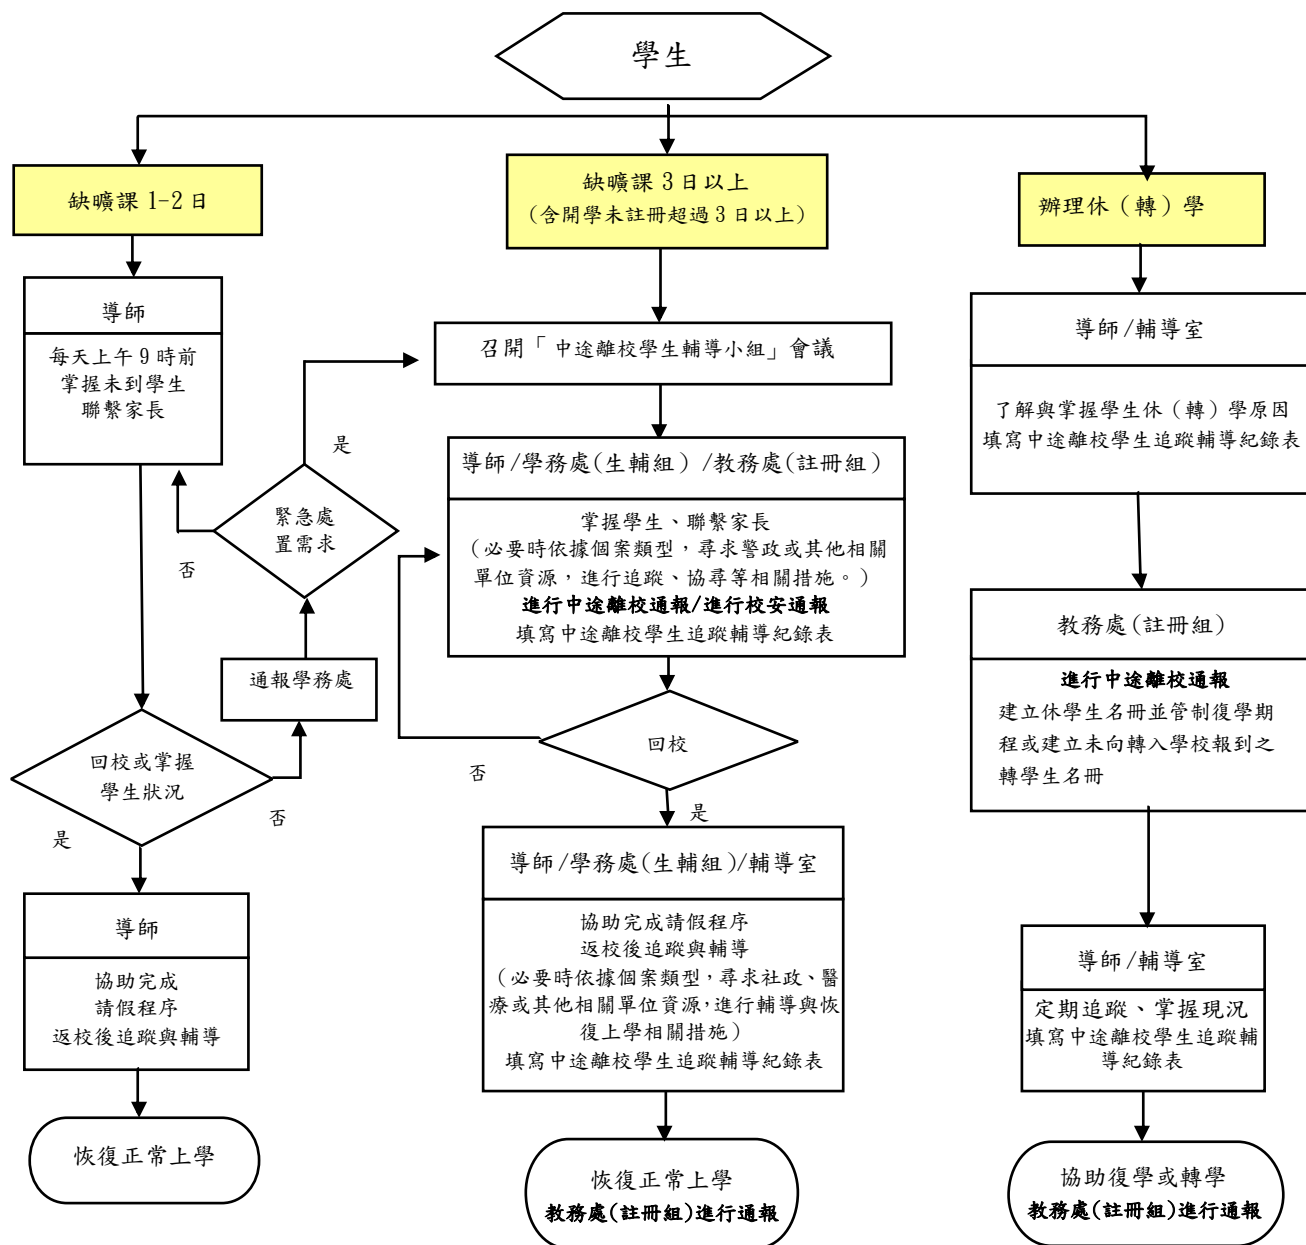 學生
缺曠課 1-2 日
導師
每天上午 9 時前
掌握未到學生
聯繫家長
是
否
緊急處
置需求
通報學務處
回校或掌握
學生狀況
是
否
導師
協助完成
請假程序
返校後追蹤與輔導
恢復正常上學
缺曠課 3 日以上
（含開學未註冊超過 3 日以上）
召開「中途離校學生輔導小組」會議
導師/學務處(生輔組) /教務處(註冊組)
掌握學生、聯繫家長
（必要時依據個案類型，尋求警政或其他相關
單位資源，進行追蹤、協尋等相關措施。）
進行中途離校通報/進行校安通報
填寫中途離校學生追蹤輔導紀錄表
回校
否
是
導師/學務處(生輔組)/輔導室
協助完成請假程序
返校後追蹤與輔導
（必要時依據個案類型，尋求社政、醫
療或其他相關單位資源，進行輔導與恢
復上學相關措施）
填寫中途離校學生追蹤輔導紀錄表
恢復正常上學
教務處(註冊組)進行通報
辦理休（轉）學
導師/輔導室
了解與掌握學生休（轉）學原因
填寫中途離校學生追蹤輔導紀錄表
教務處(註冊組)
進行中途離校通報
建立休學生名冊並管制復學期
程或建立未向轉入學校報到之
轉學生名冊
導師/輔導室
定期追蹤、掌握現況
填寫中途離校學生追蹤輔
導紀錄表
協助復學或轉學
教務處(註冊組)進行通報